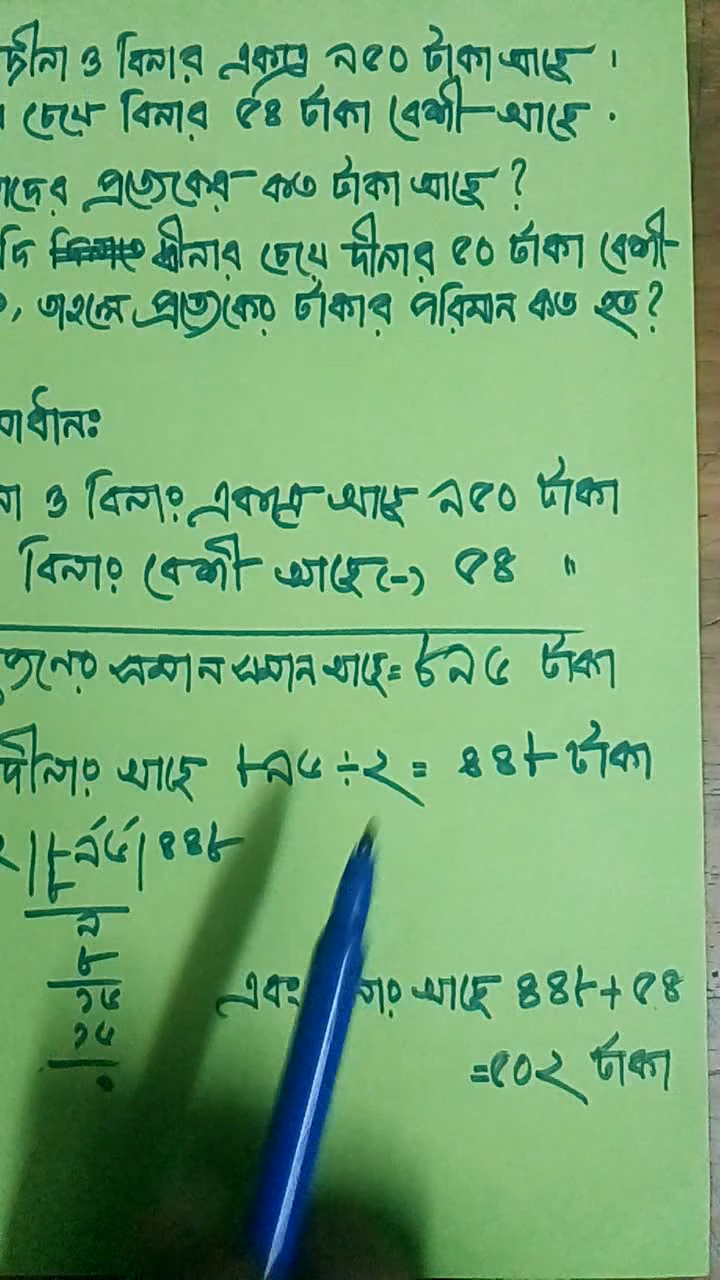 দীনা ও বিনার একত্রে ৯৫০ টাকা আছে।
চেয়ে বিনার ৫৪ টাকা বেশী আছে.
দের প্রত্যেকের কত টাকা আছে?
দি বীনার চেয়ে দীনার ৫০ টাকা বেশী
, তাহলে প্রত্যেকের টাকার পরিমান কত হত?
মাধান:
না ও বিনার একত্রে আছে ৯৫০ টাকা
বিনার বেশী আছে (-) ৫৪ "
জনের সমান সমান আছে= ৮৯৬ টাকা
দীনার আছে ৮৯৬ ÷ ২ = ৪৪৮ টাকা
২|৮৯৬|৪৪৮
৮
৯
৮
১৬
১৬
০
এবং নার আছে ৪৪৮ + ৫৪
=৫০২ টাকা